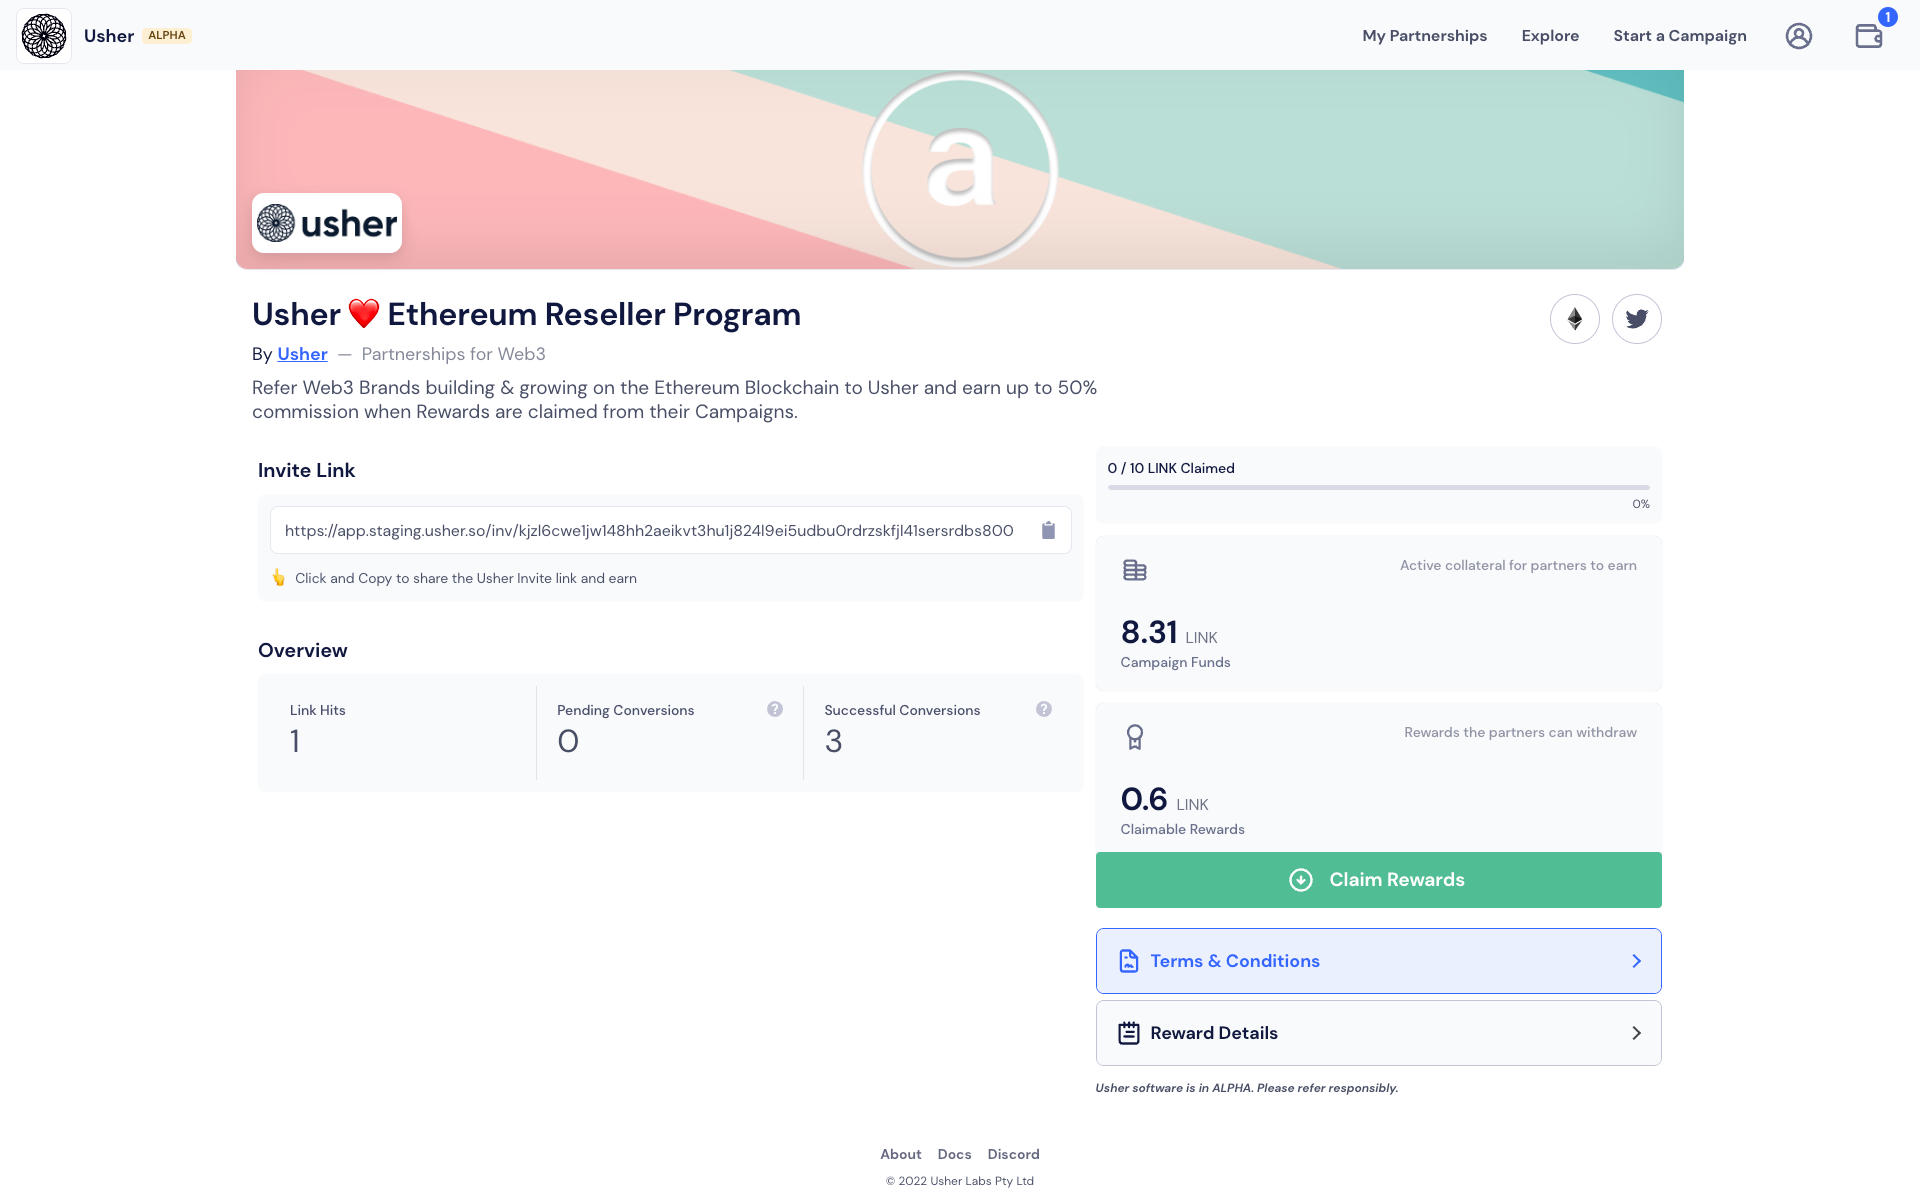 Usher ALPHA
My Partnerships
Explore
Start a Campaign
1
a
usher
Usher ❤️ Ethereum Reseller Program
By Usher — Partnerships for Web3
Refer Web3 Brands building & growing on the Ethereum Blockchain to Usher and earn up to 50%
commission when Rewards are claimed from their Campaigns.
Invite Link
https://app.staging.usher.so/inv/kjzl6cwe1jw148hh2aeikvt3hu1j824l9ei5udbu0rdrzskfjl41sersrdbs800
👆 Click and Copy to share the Usher Invite link and earn
Overview
Link Hits
1
Pending Conversions
?
0
Successful Conversions
?
3
0 / 10 LINK Claimed
0%
Active collateral for partners to earn
8.31 LINK
Campaign Funds
Rewards the partners can withdraw
0.6 LINK
Claimable Rewards
Claim Rewards
Terms & Conditions
Reward Details
Usher software is in ALPHA. Please refer responsibly.
About Docs Discord
© 2022 Usher Labs Pty Ltd